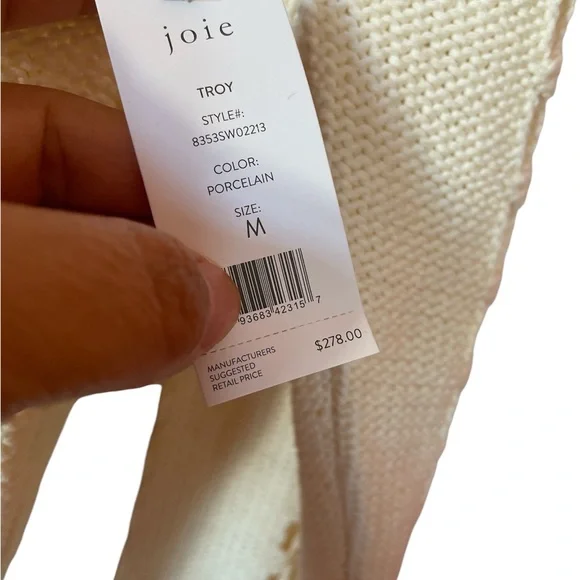 joie
TROY
STYLE#:
8353SW02213
COLOR:
PORCELAIN
SIZE:
M
93683 42315 7
MANUFACTURERS
SUGGESTED
RETAIL PRICE
$278.00